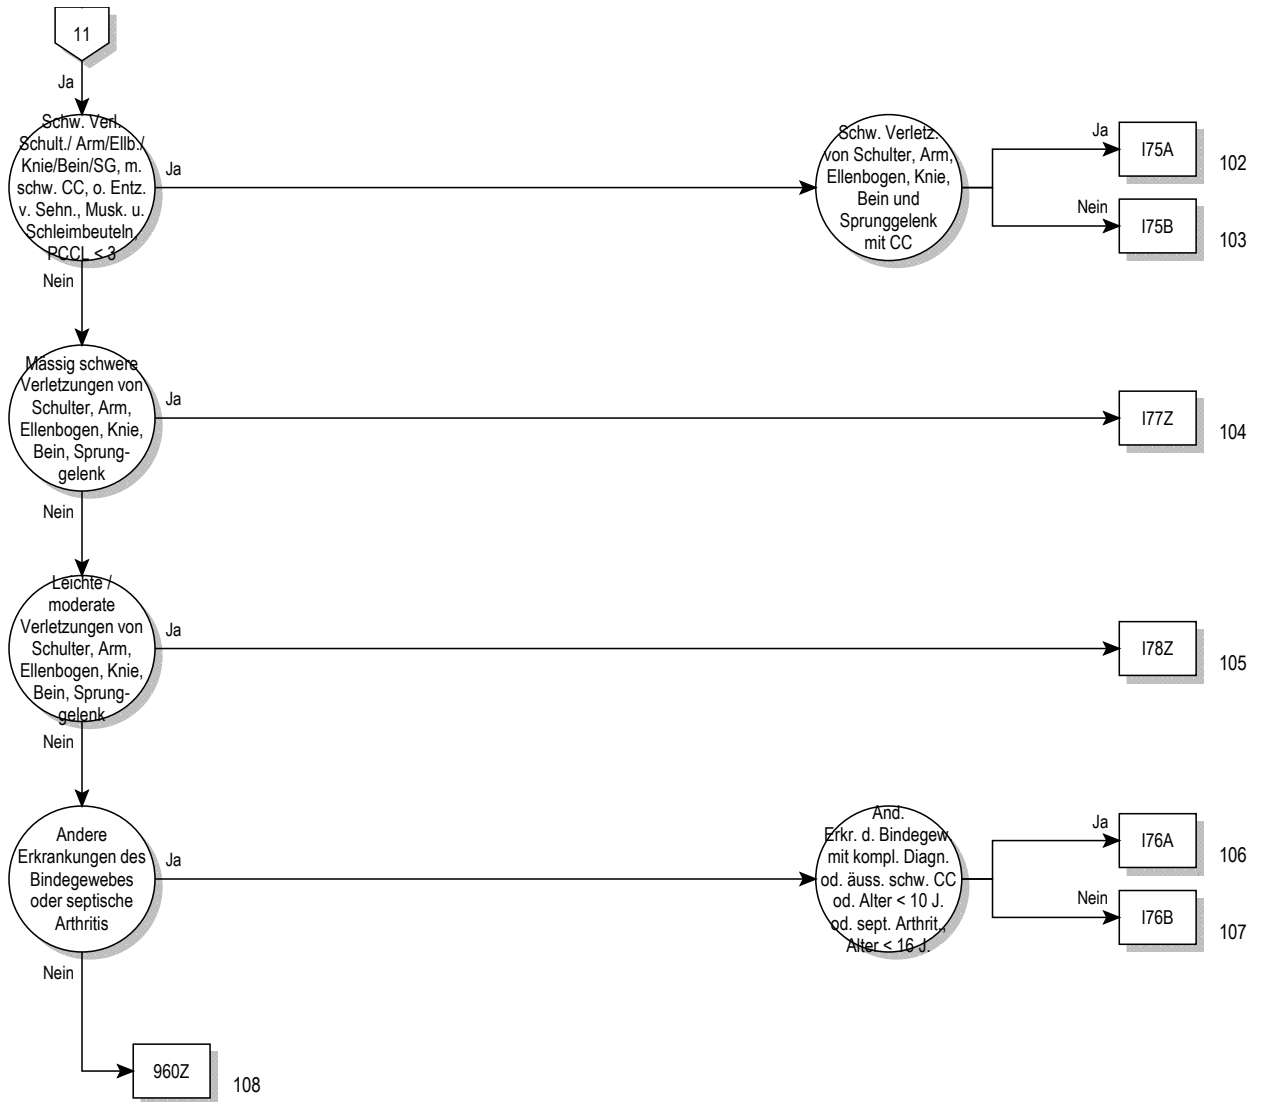 11
Ja
Schw. Verl.
Schult./ Arm/Ellb./
Knie/Bein/SG, m.
schw. CC, o. Entz.
v. Sehn., Musk. u.
Schleimbeuteln,
PCCL < 3
Ja
Schw. Verletz.
von Schulter, Arm,
Ellenbogen, Knie,
Bein und
Sprunggelenk
mit CC
Ja
I75A
102
Nein
I75B
103
Nein
Mässig schwere
Verletzungen von
Schulter, Arm,
Ellenbogen, Knie,
Bein, Sprung-
gelenk
Ja
I77Z
104
Nein
Leichte /
moderate
Verletzungen von
Schulter, Arm,
Ellenbogen, Knie,
Bein, Sprung-
gelenk
Ja
I78Z
105
Nein
Andere
Erkrankungen des
Bindegewebes
oder septische
Arthritis
Ja
And.
Erkr. d. Bindegew.
mit kompl. Diagn.
od. äuss. schw. CC
od. Alter < 10 J.
od. sept. Arthrit.,
Alter < 16 J.
Ja
I76A
106
Nein
I76B
107
Nein
960Z
108